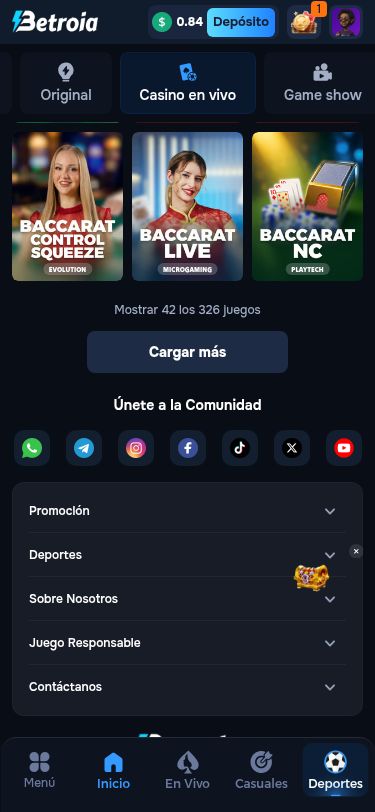 Betroia
$ 0.84 Depósito
1
Original
Casino en vivo
Game show
BACCARAT
CONTROL
SQUEEZE
EVOLUTION
BACCARAT
LIVE
MICROGAMING
BACCARAT
NC
PLAYTECH
Mostrar 42 los 326 juegos
Cargar más
Únete a la Comunidad
Promoción
Deportes
Sobre Nosotros
Juego Responsable
Contáctanos
Menú
Inicio
En Vivo
Casuales
Deportes